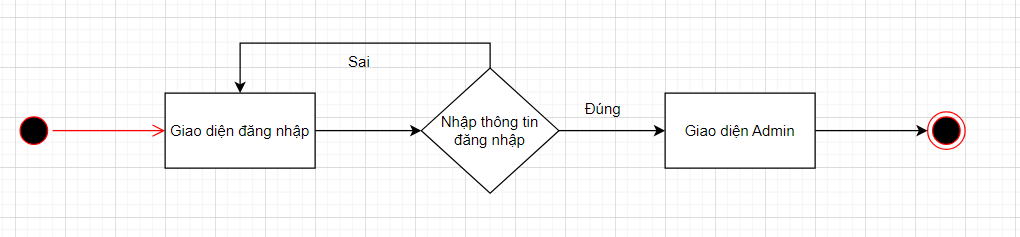 Sai
Đúng
Giao diện đăng nhập
Nhập thông tin
đăng nhập
Giao diện Admin